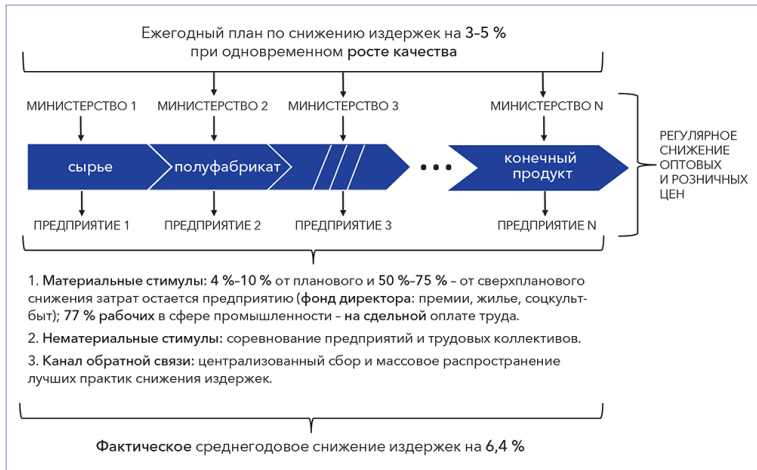 Ежегодный план по снижению издержек на 3–5 %
при одновременном росте качества
МИНИСТЕРСТВО 1
МИНИСТЕРСТВО 2
МИНИСТЕРСТВО 3
МИНИСТЕРСТВО N
сырье
полуфабрикат
• • •
конечный
продукт
РЕГУЛЯРНОЕ
СНИЖЕНИЕ
ОПТОВЫХ
И РОЗНИЧНЫХ
ЦЕН
ПРЕДПРИЯТИЕ 1
ПРЕДПРИЯТИЕ 2
ПРЕДПРИЯТИЕ 3
ПРЕДПРИЯТИЕ N
1. Материальные стимулы: 4 %–10 % от планового и 50 %–75 % – от сверхпланового
снижения затрат остается предприятию (фонд директора: премии, жилье, соцкульт-
быт); 77 % рабочих в сфере промышленности – на сдельной оплате труда.
2. Нематериальные стимулы: соревнование предприятий и трудовых коллективов.
3. Канал обратной связи: централизованный сбор и массовое распространение
лучших практик снижения издержек.
Фактическое среднегодовое снижение издержек на 6,4 %